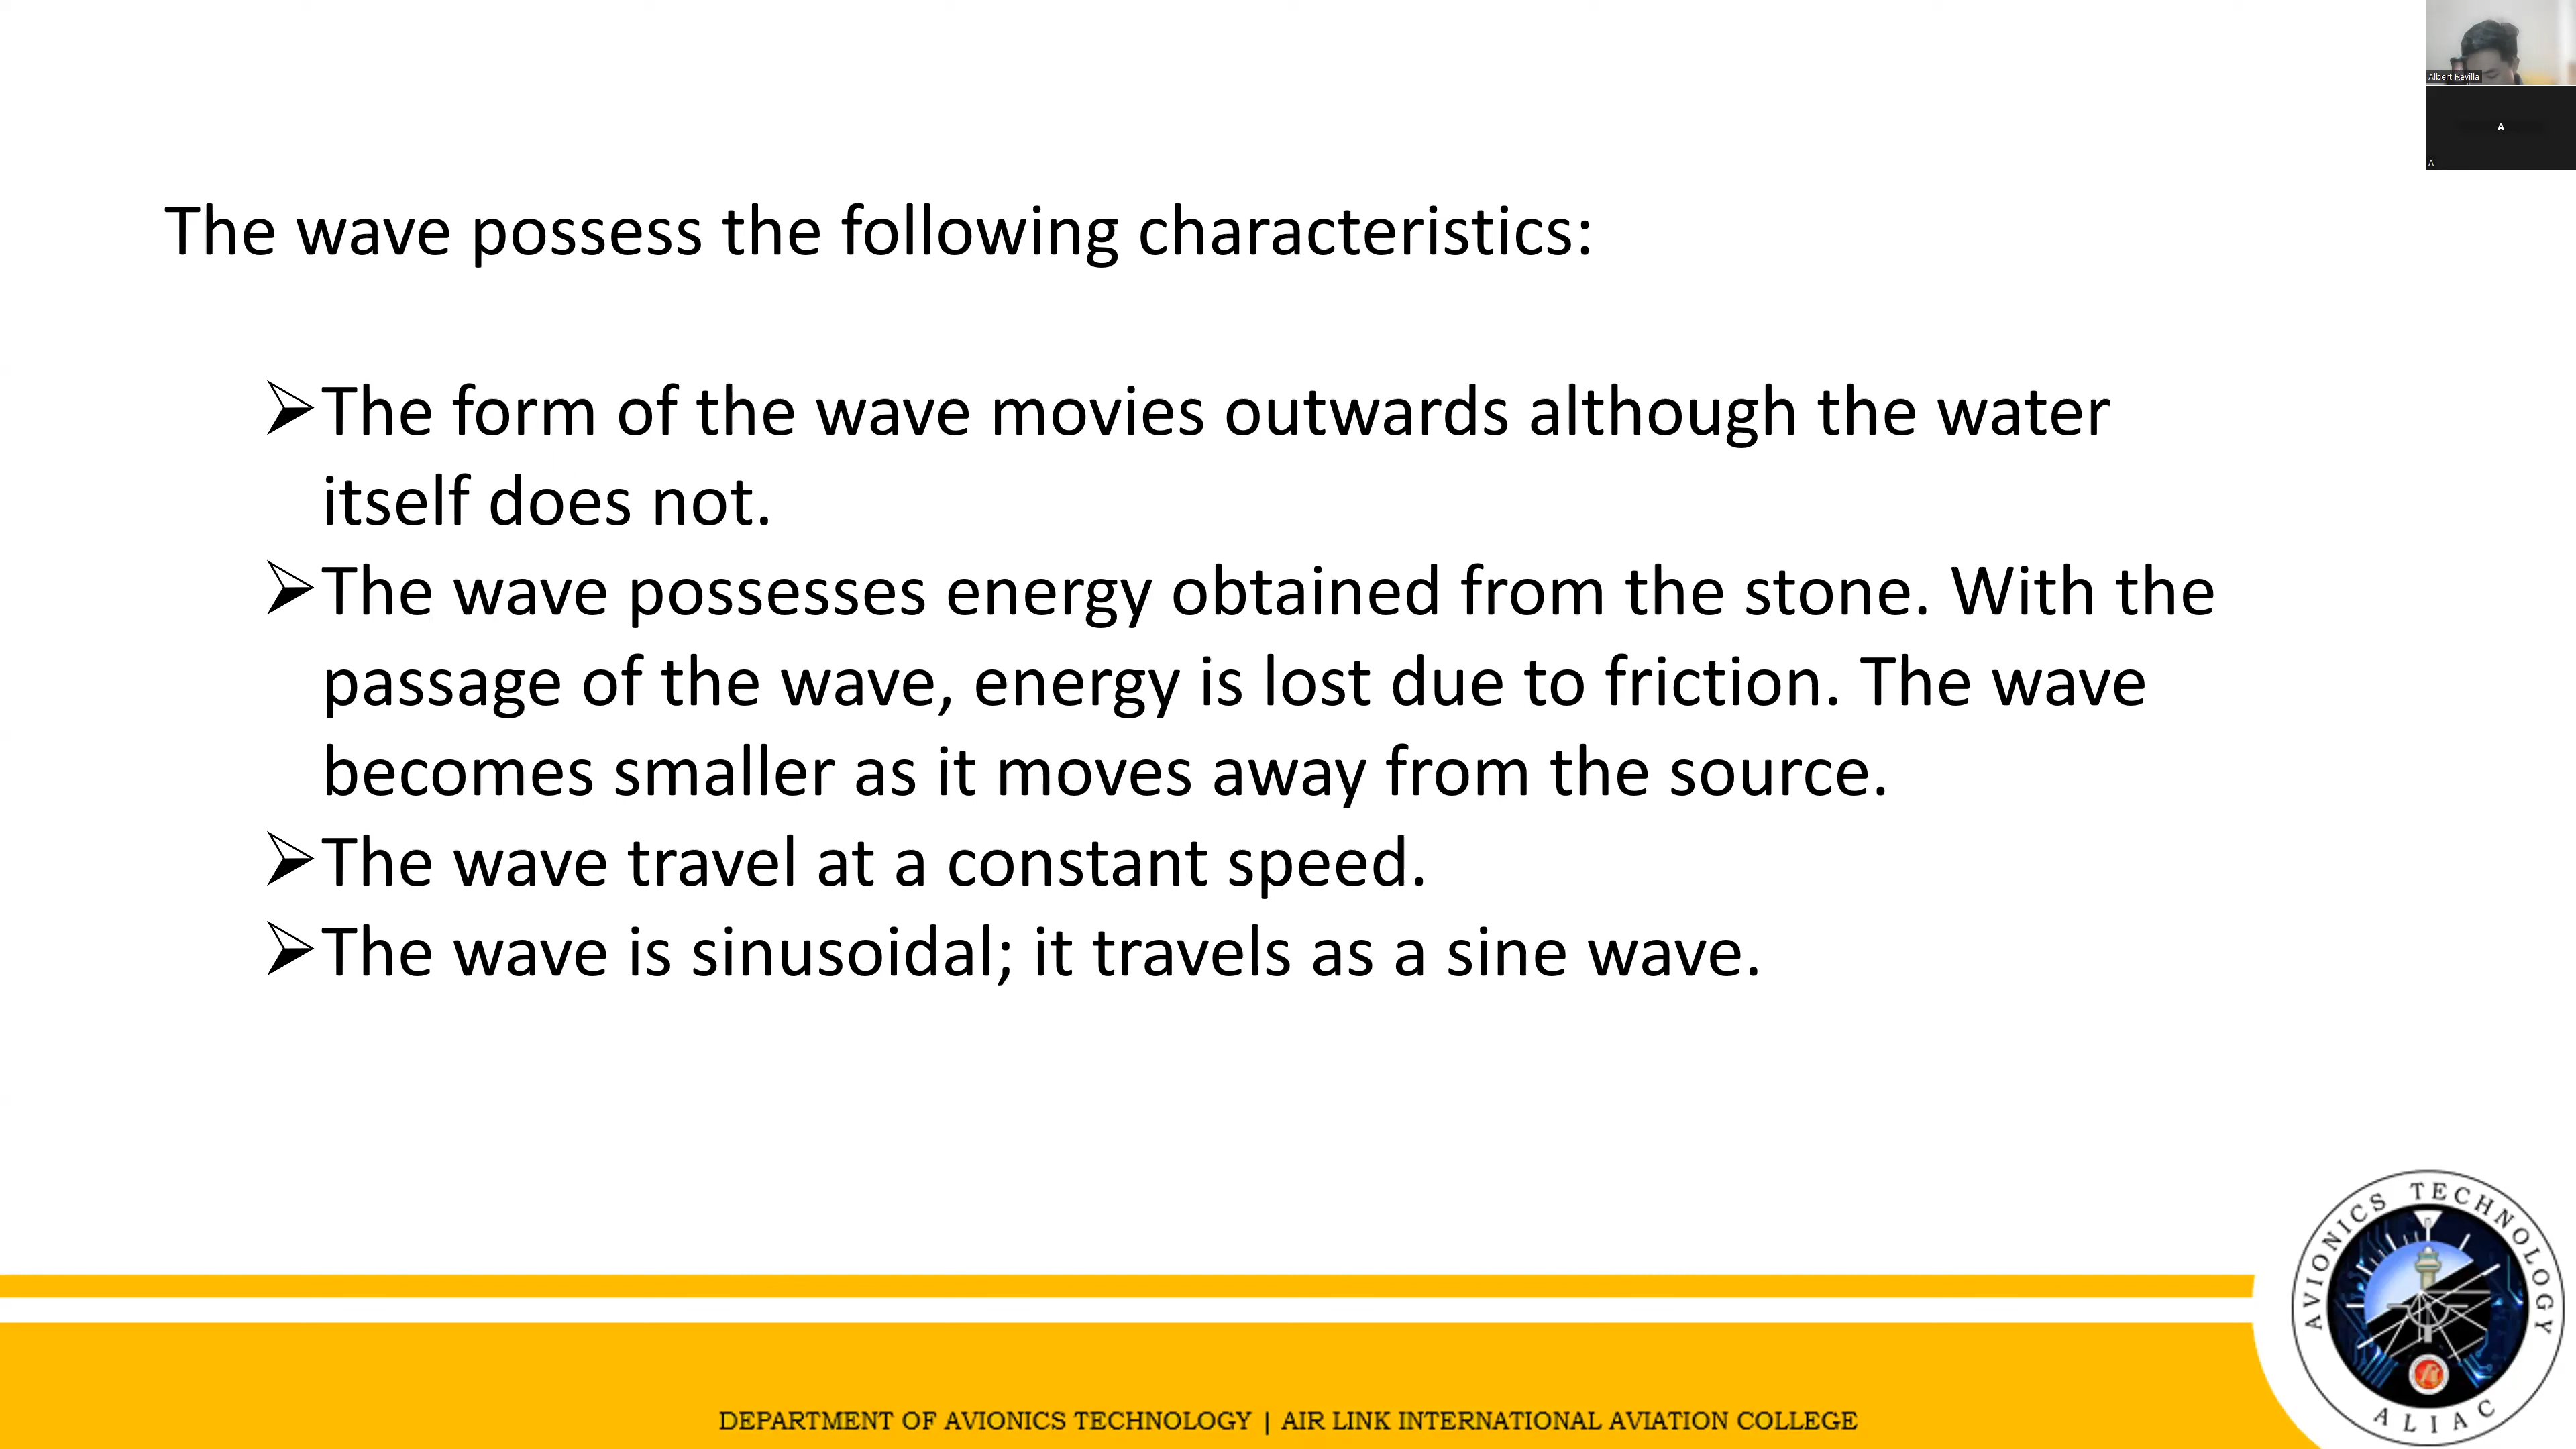 Albert Revilla
A
A
The wave possess the following characteristics:
➢The form of the wave movies outwards although the water
itself does not.
➢The wave possesses energy obtained from the stone. With the
passage of the wave, energy is lost due to friction. The wave
becomes smaller as it moves away from the source.
➢The wave travel at a constant speed.
➢The wave is sinusoidal; it travels as a sine wave.
AVIONICS TECHNOLOGY
ALIAC
DEPARTMENT OF AVIONICS TECHNOLOGY | AIR LINK INTERNATIONAL AVIATION COLLEGE